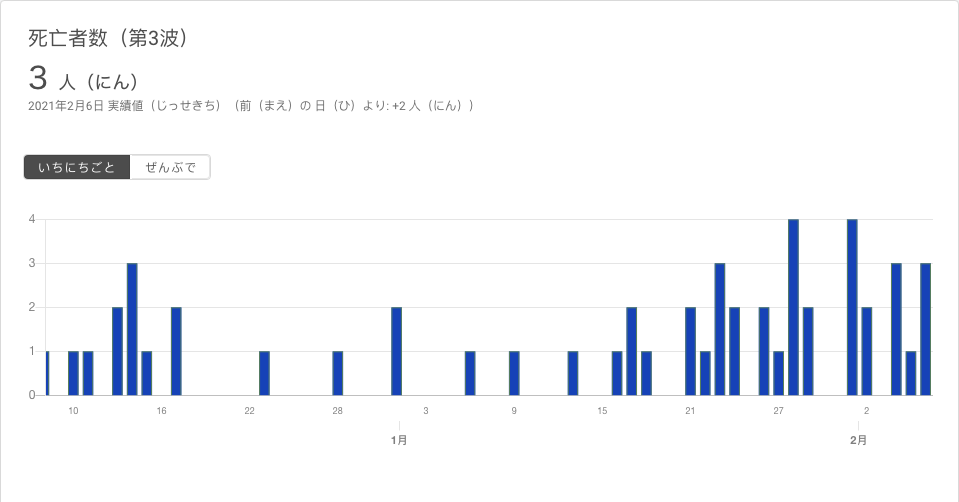 死亡者数（第3波）
3 人（にん）
2021年2月6日 実績値（じっせきち）（前（まえ）の 日（ひ）より: +2 人（にん））
いちにちごと ぜんぶで
4
3
2
1
0
10 16 22 28 3 9 15 21 27 2
1月 2月